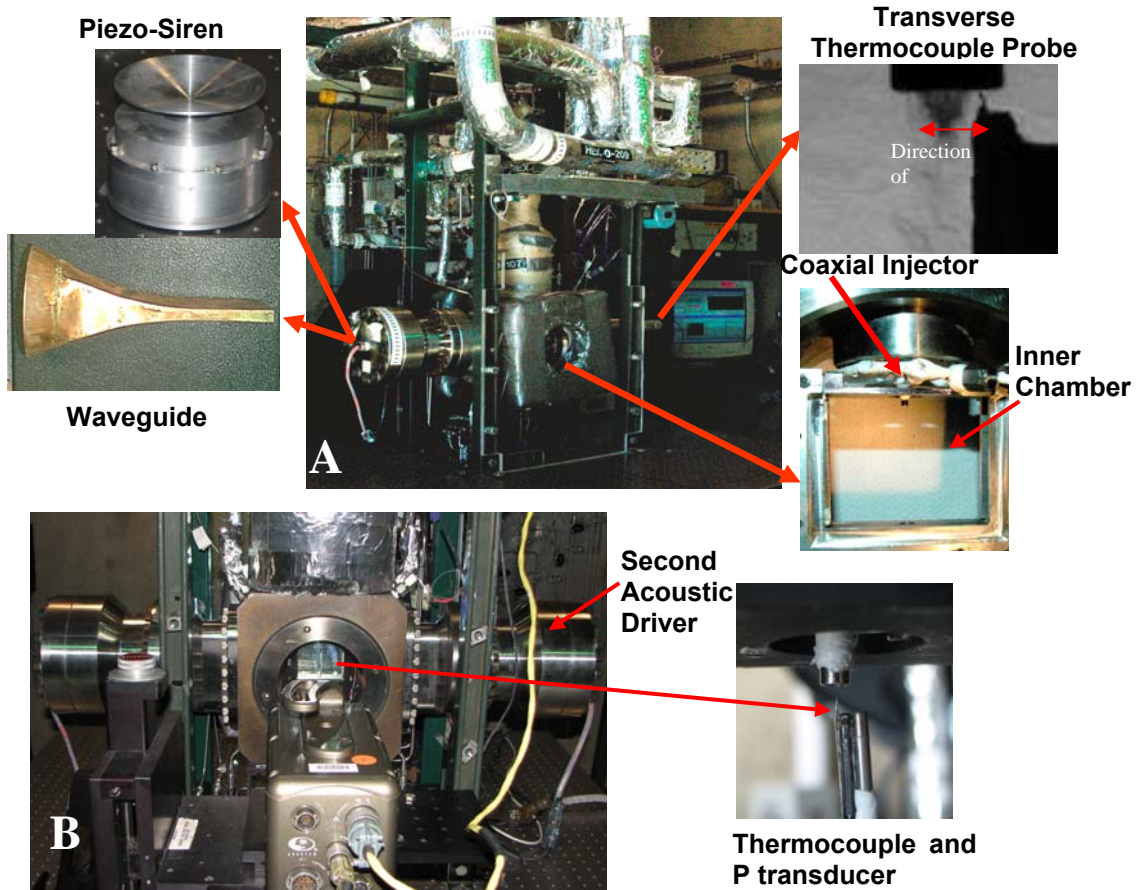 Piezo-Siren
Transverse
Thermocouple Probe
Direction
of
Waveguide
A
Coaxial Injector
Inner
Chamber
Second
Acoustic
Driver
B
Thermocouple and
P transducer